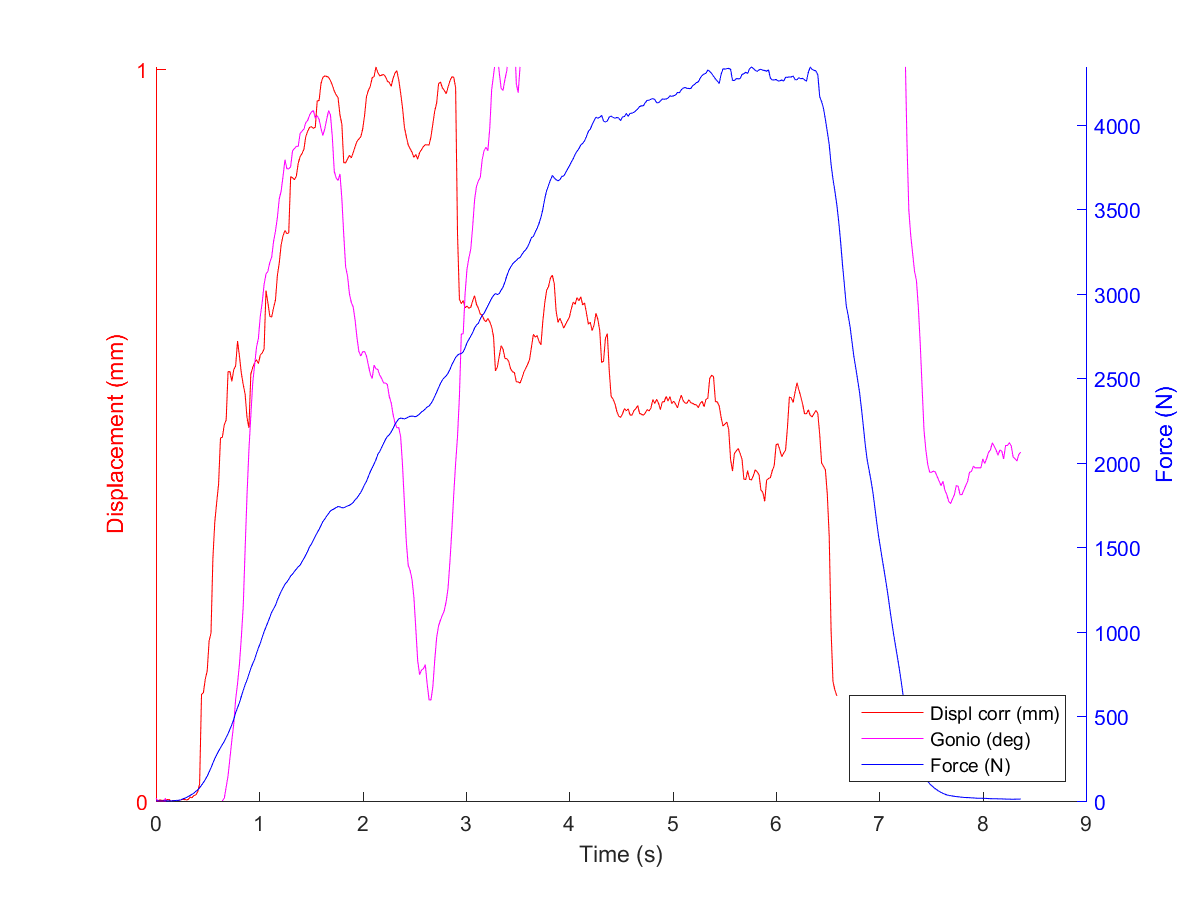 1
0
Displacement (mm)
4000
3500
3000
2500
2000
1500
1000
500
0
Force (N)
Displ corr (mm)
Gonio (deg)
Force (N)
0 1 2 3 4 5 6 7 8 9
Time (s)